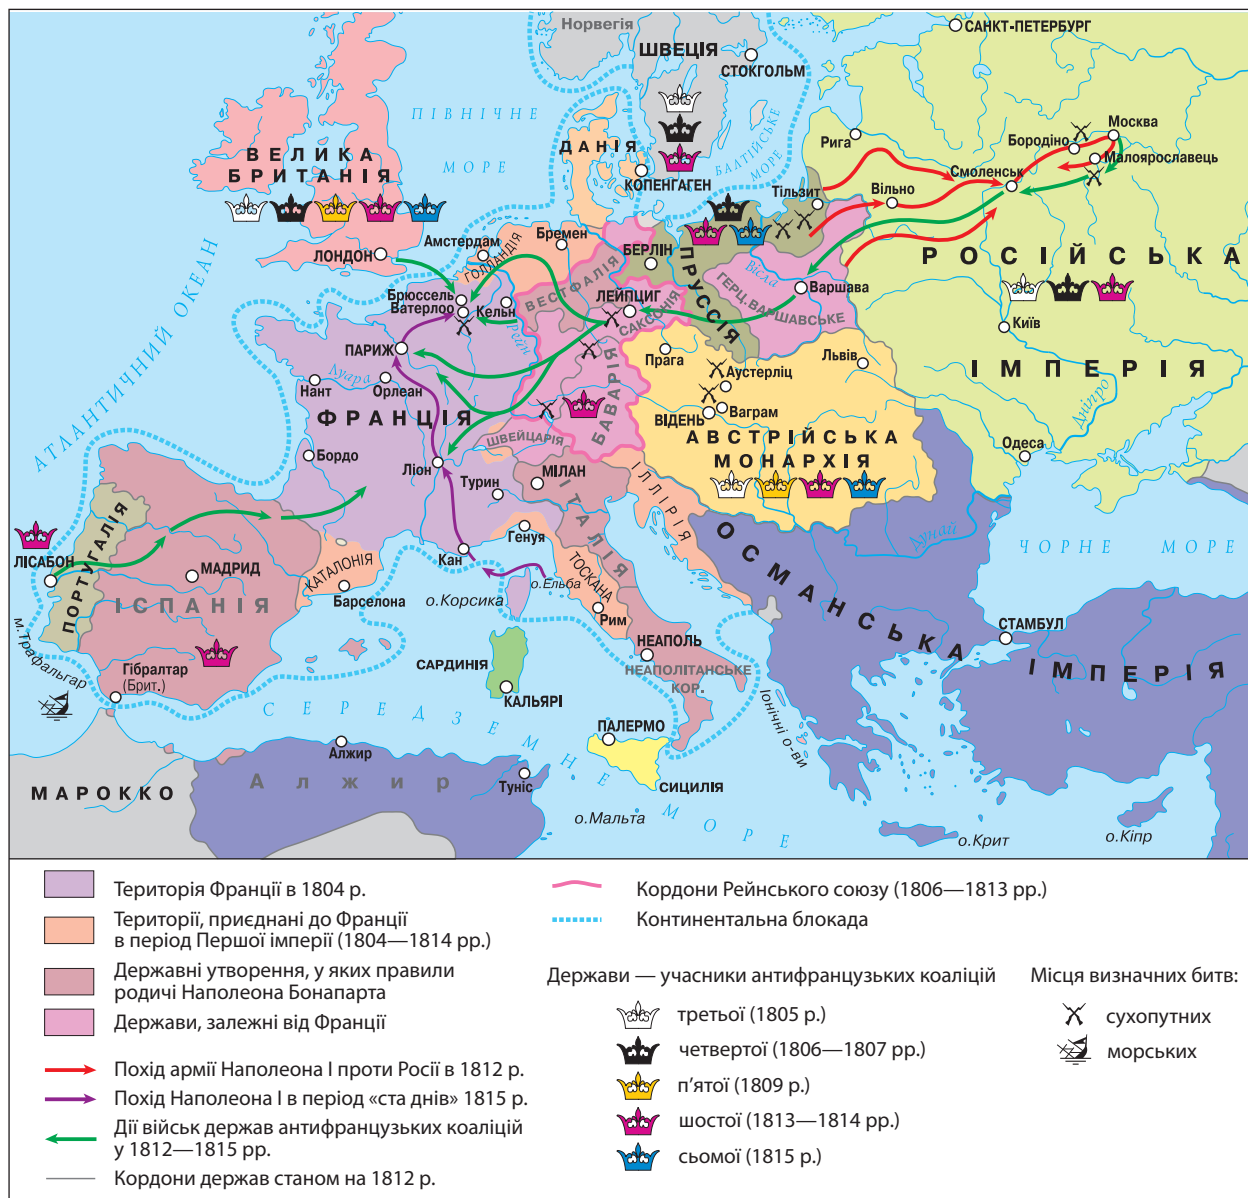 Норвегія
САНКТ-ПЕТЕРБУРГ
ШВЕЦІЯ
СТОКГОЛЬМ
ПІВНІЧНЕ
МОРЕ
ВЕЛИКА
БРИТАНІЯ
ДАНІЯ
КОПЕНГАГЕН
БАЛТІЙСЬКЕ
МОРЕ
Рига
Москва
Бородіно
Малоярославець
Смоленськ
Тільзит
Вільно
АТЛАНТИЧНИЙ ОКЕАН
ЛОНДОН
Амстердам
ГОЛЛАНДІЯ
Бремен
БЕРЛІН
ПРУССІЯ
Вісла
ГЕРЦ. ВАРШАВСЬКЕ
Варшава
РОСІЙСЬКА
Брюссель
Ватерлоо
Кельн
Рейн
ВЕСТФАЛІЯ
ЛЕЙПЦИГ
САКСОНІЯ
Київ
ПАРИЖ
Прага
Львів
ІМПЕРІЯ
Дніпро
Луара
Нант
Орлеан
ФРАНЦІЯ
БАВАРІЯ
Аустерліц
ВІДЕНЬ
Ваграм
АВСТРІЙСЬКА
МОНАРХІЯ
Одеса
ШВЕЙЦАРІЯ
Бордо
Ліон
Турин
МІЛАН
ІТАЛІЯ
ІЛЛІРІЯ
Дунай
ЧОРНЕ МОРЕ
ЛІСАБОН
ПОРТУГАЛІЯ
МАДРИД
ІСПАНІЯ
КАТАЛОНІЯ
Барселона
Кан
Генуя
о.Ельба
ТОСКАНА
Рим
о.Корсика
ОСМАНСЬКА
СТАМБУЛ
ІМПЕРІЯ
м.Трафальгар
Гібралтар
(Брит.)
САРДИНІЯ
КАЛЬЯРІ
НЕАПОЛЬ
НЕАПОЛІТАНСЬКЕ
КОР.
Іонічні о-ви
СЕРЕДЗЕМНЕ МОРЕ
ПАЛЕРМО
СИЦИЛІЯ
Алжир
Алжир
Туніс
МАРОККО
о.Мальта
о.Крит
о.Кіпр
Територія Франції в 1804 р.
Території, приєднані до Франції
в період Першої імперії (1804—1814 рр.)
Державні утворення, у яких правили
родичі Наполеона Бонапарта
Держави, залежні від Франції
Похід армії Наполеона І проти Росії в 1812 р.
Похід Наполеона І в період «ста днів» 1815 р.
Дії військ держав антифранцузьких коаліцій
у 1812—1815 рр.
Кордони держав станом на 1812 р.
Кордони Рейнського союзу (1806—1813 рр.)
Континентальна блокада
Держави — учасники антифранцузьких коаліцій
третьої (1805 р.)
четвертої (1806—1807 рр.)
п'ятої (1809 р.)
шостої (1813—1814 рр.)
сьомої (1815 р.)
Місця визначних битв:
сухопутних
морських